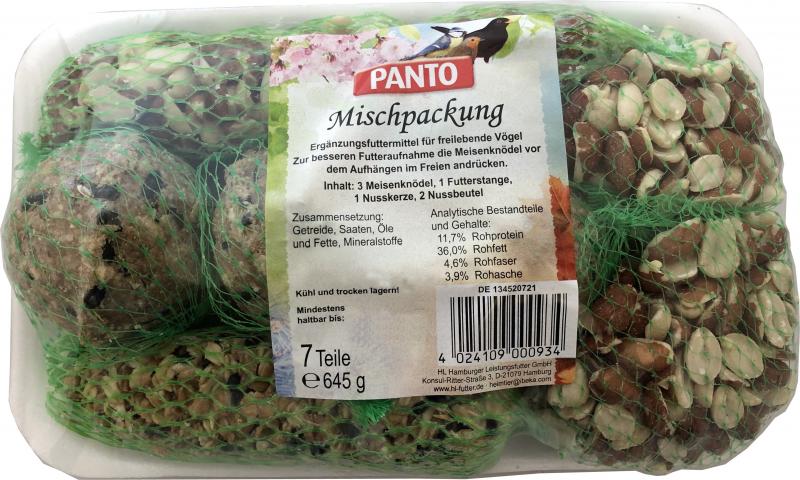 PANTO
Mischpackung
Ergänzungsfuttermittel für freilebende Vögel
Zur besseren Futteraufnahme die Meisenknödel vor
dem Aufhängen im Freien andrücken.
Inhalt: 3 Meisenknödel, 1 Futterstange,
1 Nusskerze, 2 Nussbeutel
Zusammensetzung:
Getreide, Saaten, Öle
und Fette, Mineralstoffe
Analytische Bestandteile
und Gehalte:
11,7% Rohprotein
36,0% Rohfett
4,6% Rohfaser
3,9% Rohasche
Kühl und trocken lagern!
Mindestens
haltbar bis:
7 Teile
℮ 645 g
DE 134520721
4 024109 000934
HL Hamburger Leistungsfutter GmbH
Konsul-Ritter-Straße 3, D-21079 Hamburg
www.hl-futter.de · heimtier@beka.com